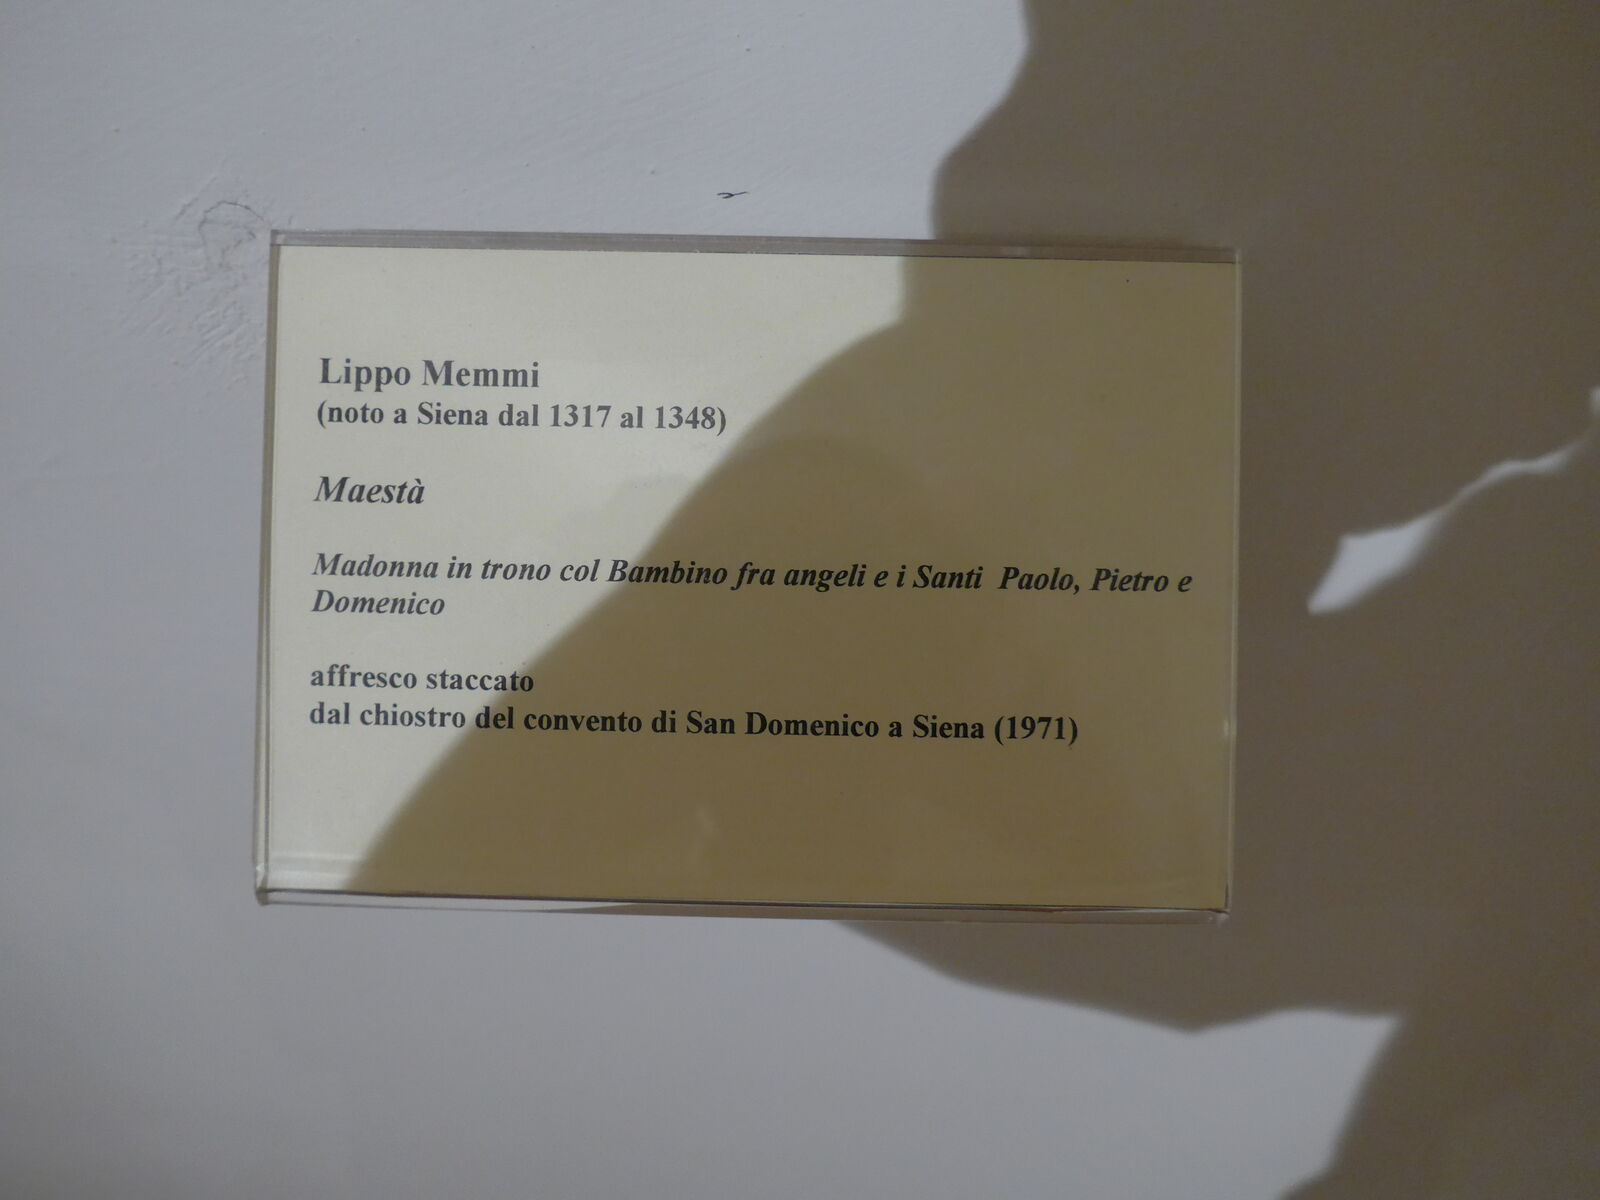 Lippo Memmi
(noto a Siena dal 1317 al 1348)
Maestà
Madonna in trono col Bambino fra angeli e i Santi  Paolo, Pietro e
Domenico
affresco staccato
dal chiostro del convento di San Domenico a Siena (1971)